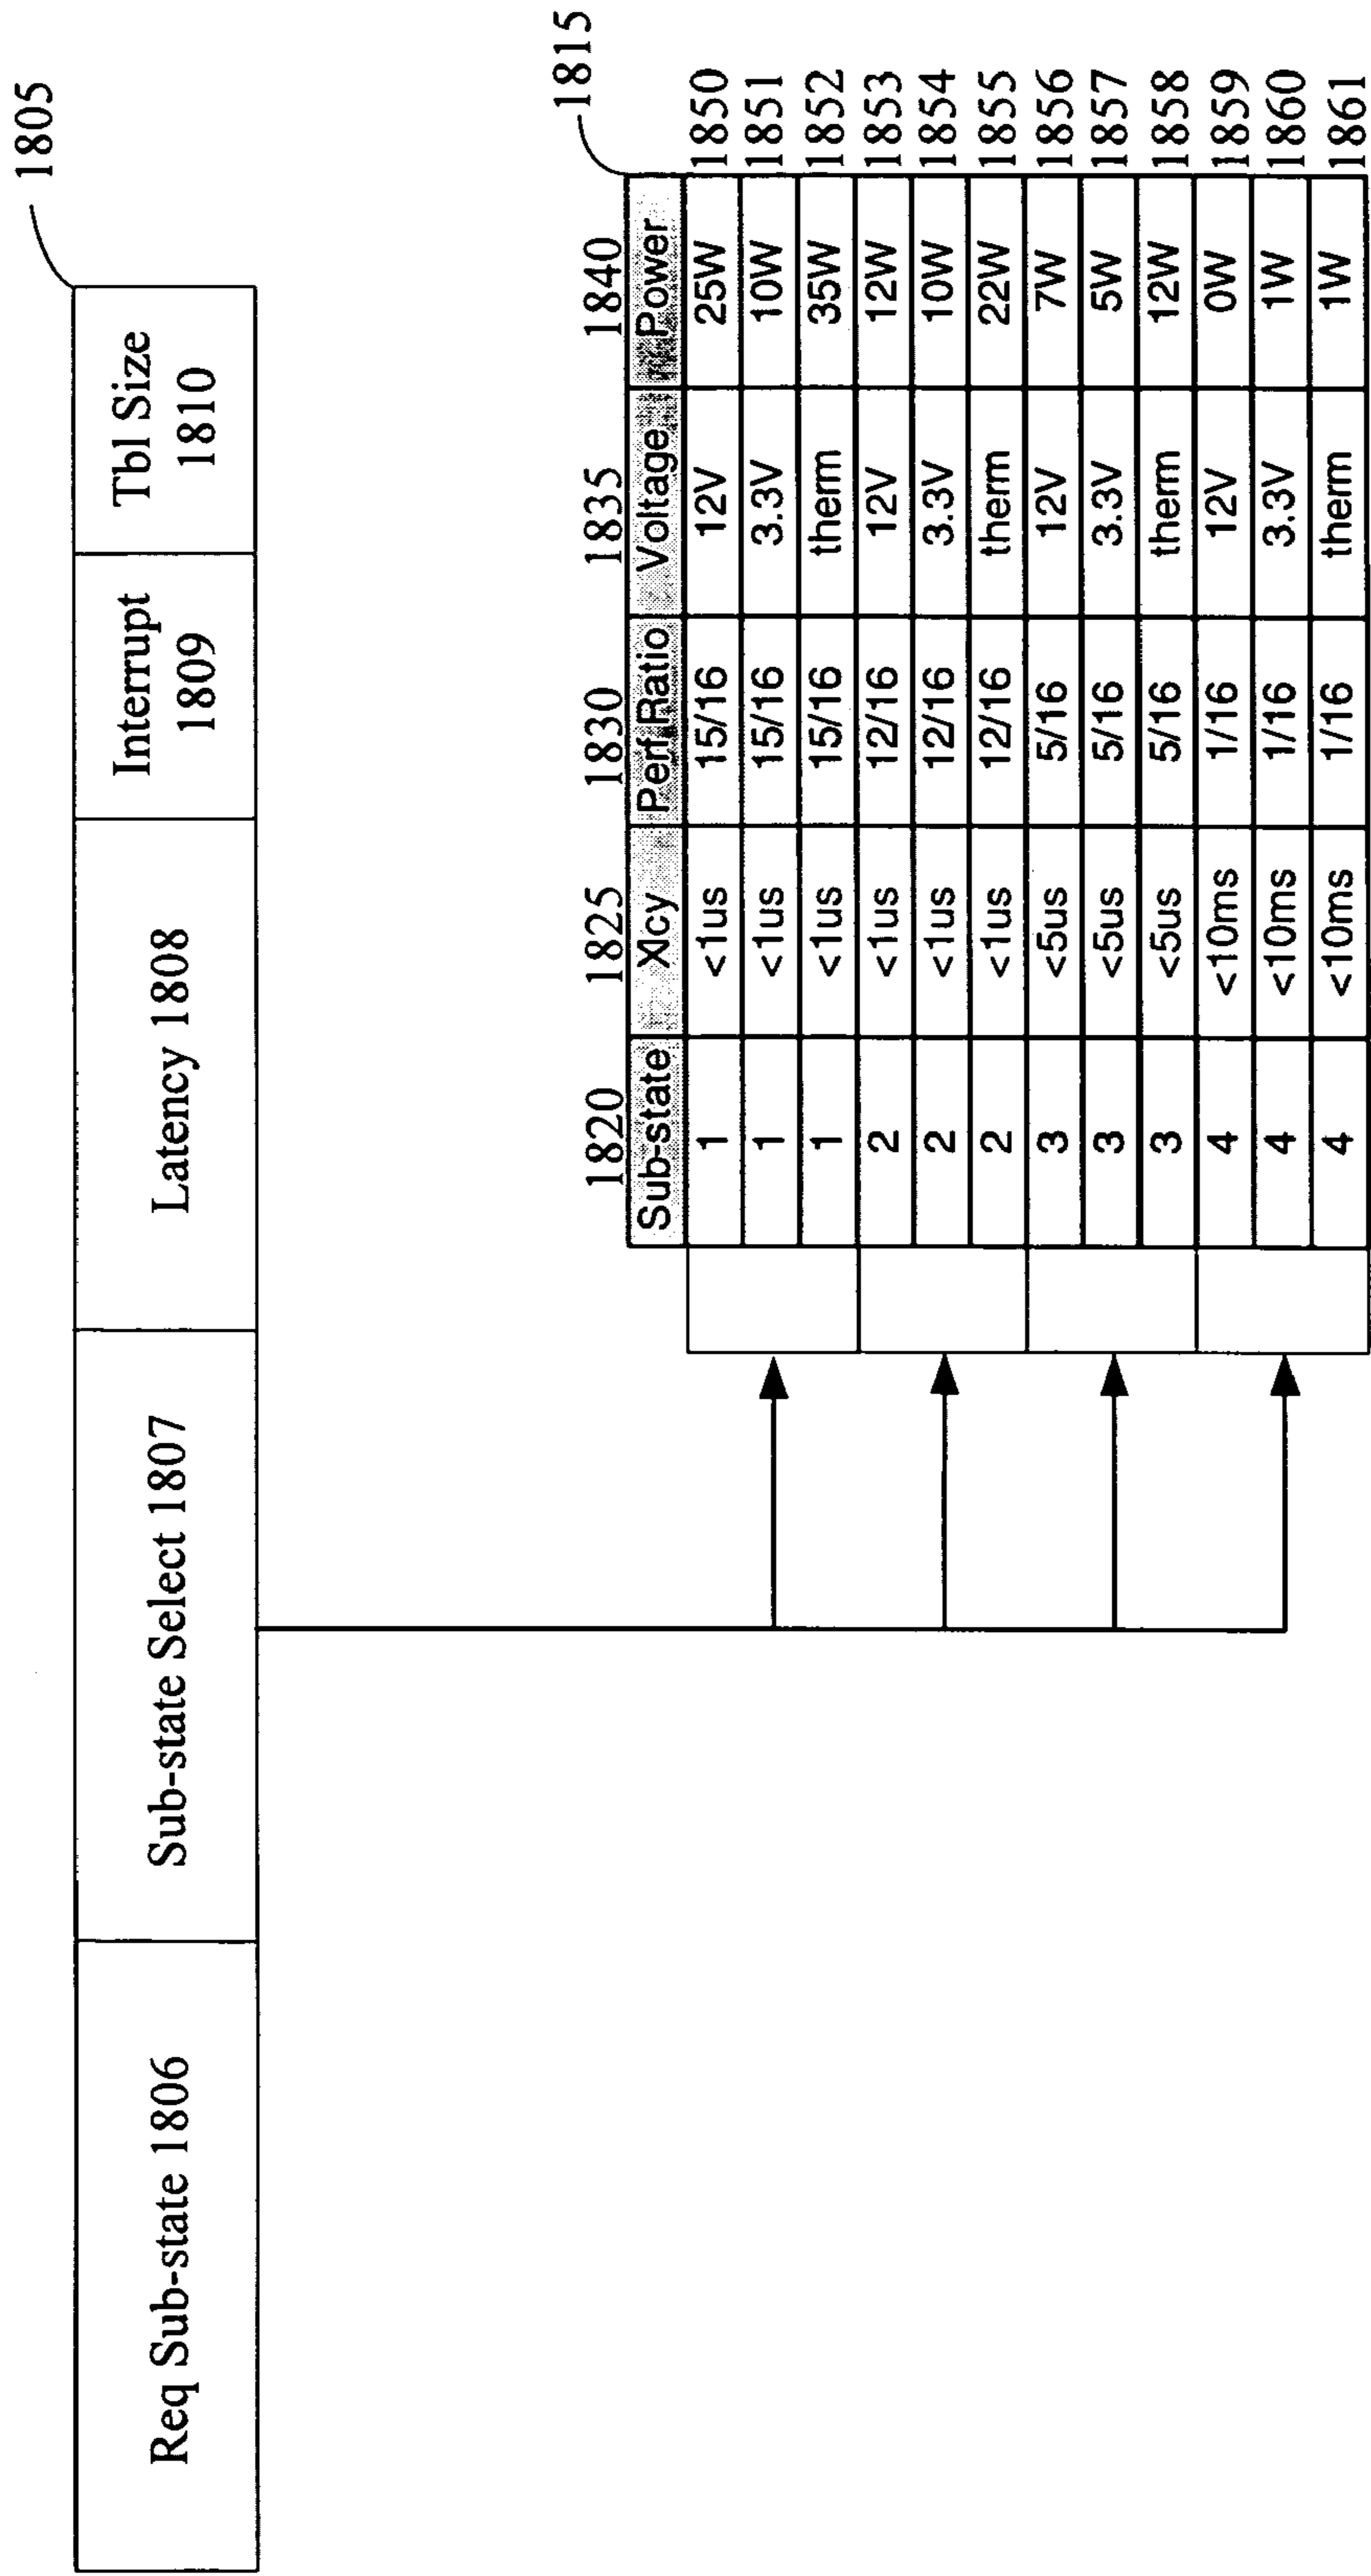 1805
Req Sub-state 1806
Sub-state Select 1807
Latency 1808
Interrupt
1809
Tbl Size
1810
1815
1820 1825 1830 1835 1840
Sub-state Xlcy Perf Ratio Voltage Power
1 <1us 15/16 12V 25W 1850
1 <1us 15/16 3.3V 10W 1851
1 <1us 15/16 therm 35W 1852
2 <1us 12/16 12V 12W 1853
2 <1us 12/16 3.3V 10W 1854
2 <1us 12/16 therm 22W 1855
3 <5us 5/16 12V 7W 1856
3 <5us 5/16 3.3V 5W 1857
3 <5us 5/16 therm 12W 1858
4 <10ms 1/16 12V 0W 1859
4 <10ms 1/16 3.3V 1W 1860
4 <10ms 1/16 therm 1W 1861